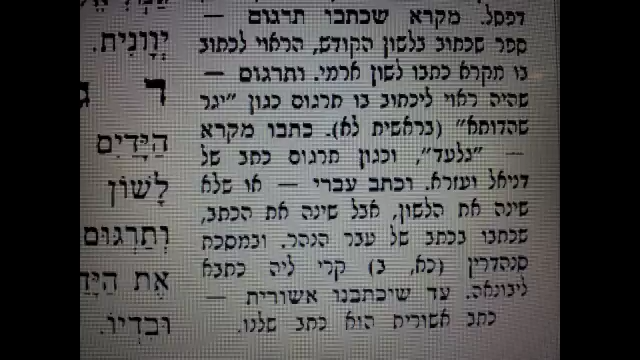 דפסל. מקרא שכתבו תרגום –
ספר שכתוב בלשון הקודש, הראוי לכתוב
בו מקרא כתבו לשון ארמי. ותרגום –
שהיה ראוי ליכתוב בו תרגום כגון "יגר
שהדותא" (בראשית לא). כתבו מקרא
– "גלעד", וכגון תרגום כתב של
דניאל ועזרא. וכתב עברי – או שלא
שינה את הלשון, אבל שינה את הכתב,
שכתבו בכתב של עבר הנהר. ובמסכת
סנהדרין (כא, ב) קרי ליה כתבא
ליבונאה. עד שיכתבנו אשורית –
כתב אשורית הוא כתב שלנו.
יְוָונִית.
ד
הַיָּדַיִם
לָשׁוֹן
וְתַרְגּוּם
אֶת
וּבִדְיוֹ.